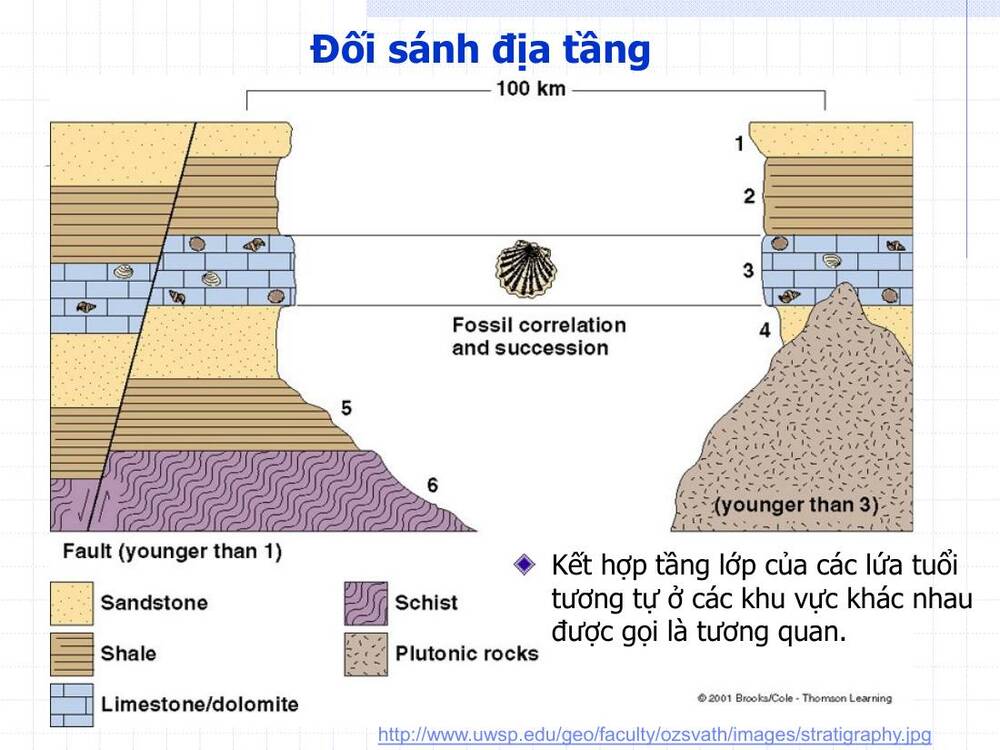 Đối sánh địa tầng
100 km
1
2
3
4
Fossil correlation
and succession
5
6
(younger than 3)
Fault (younger than 1)
Kết hợp tầng lớp của các lứa tuổi
tương tự ở các khu vực khác nhau
được gọi là tương quan.
Sandstone
Schist
Shale
Plutonic rocks
Limestone/dolomite
© 2001 Brooks/Cole - Thomson Learning
http://www.uwsp.edu/geo/faculty/ozsvath/images/stratigraphy.jpg